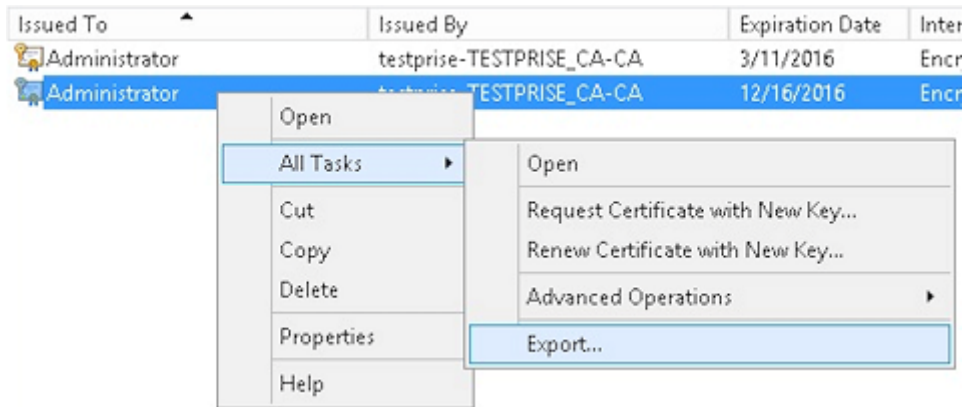 Issued To Issued By Expiration Date Inter
Administrator testprise-TESTPRISE_CA-CA 3/11/2016 Encr
Administrator testprise-TESTPRISE_CA-CA 12/16/2016 Encr
Open
All Tasks
Cut
Copy
Delete
Properties
Help
Open
Request Certificate with New Key...
Renew Certificate with New Key...
Advanced Operations
Export...